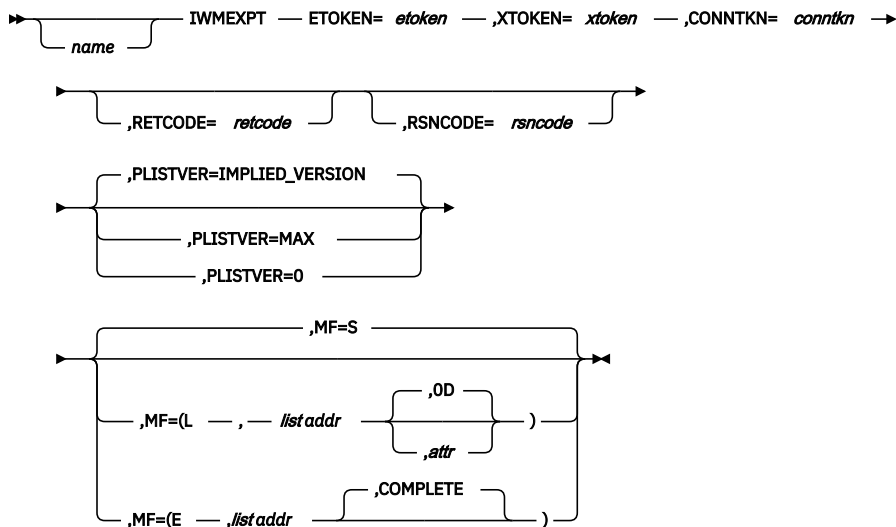 IWMEXPT ETOKEN= etoken ,XTOKEN= xtoken ,CONNTKN= conntkn
name
,RETCODE= retcode ,RSNCODE= rsncode
,PLISTVER=IMPLIED_VERSION
,PLISTVER=MAX
,PLISTVER=0
,MF=S
,MF=(L , list addr ,0D )
,attr
,MF=(E ,list addr ,COMPLETE )